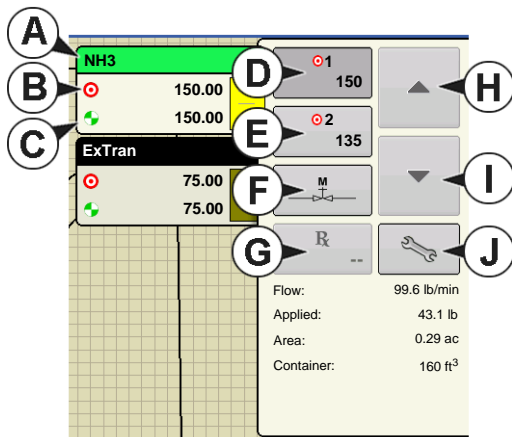 A
NH3
B
150.00
C
150.00
ExTran
75.00
75.00
D
1
150
E
2
135
F
M
G
Rx
--
H
I
J
Flow: 99.6 lb/min
Applied: 43.1 lb
Area: 0.29 ac
Container: 160 ft³